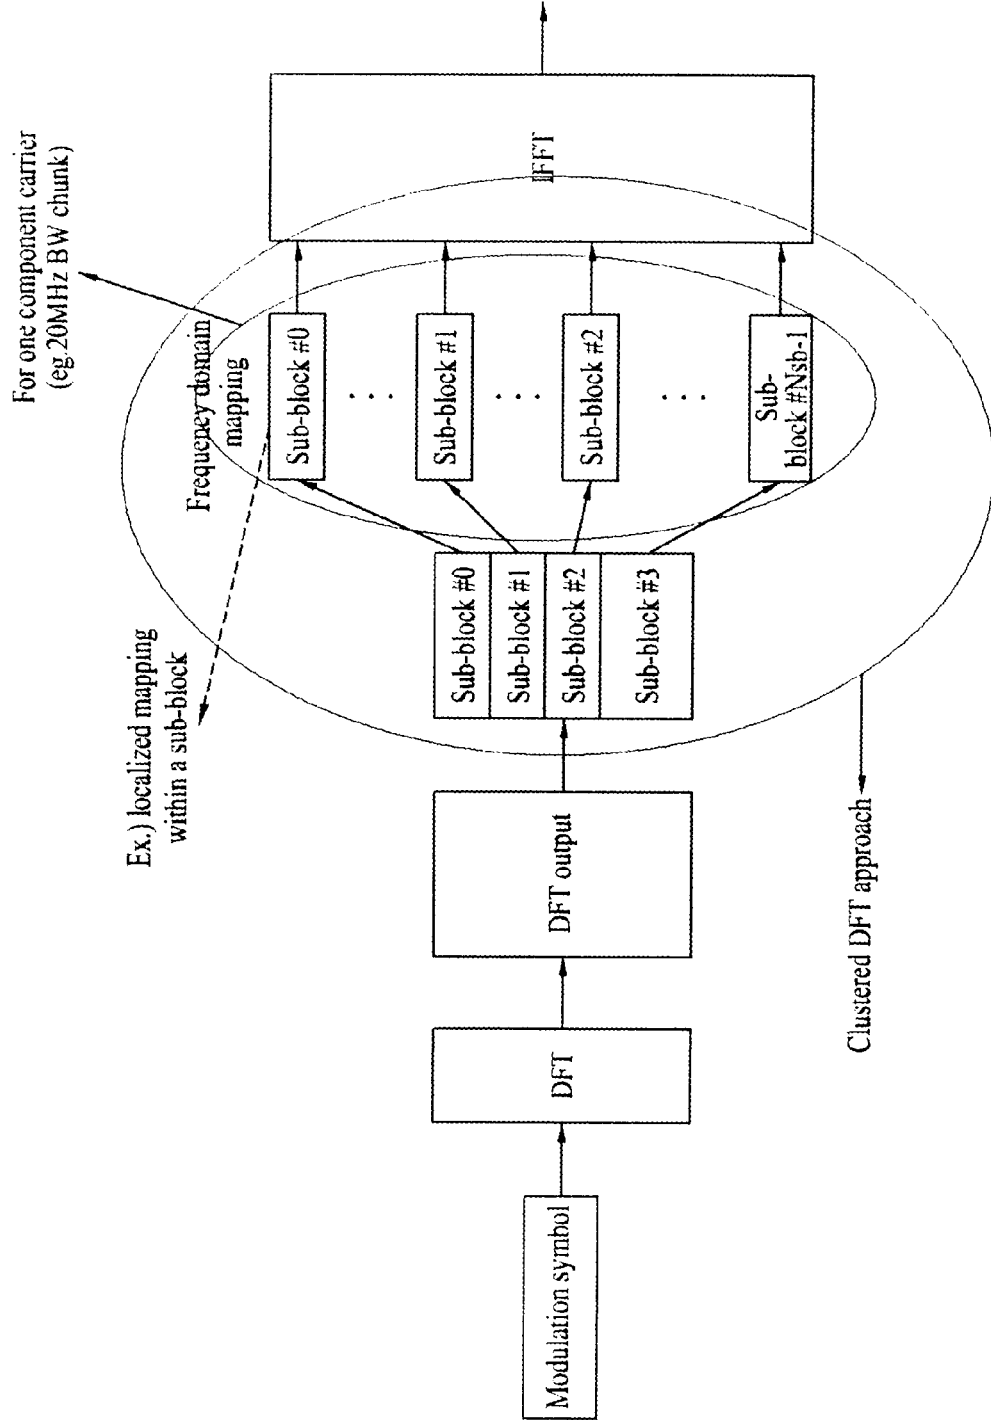 For one component carrier
(eg.20MHz BW chunk)
Ex.) localized mapping
within a sub-block
Frequency domain
mapping
Modulation symbol
DFT
DFT output
Sub-block #0
Sub-block #1
Sub-block #2
Sub-block #3
Sub-block #0
. . .
Sub-block #1
. . .
Sub-block #2
. . .
Sub-
block #Nsb-1
IFFT
Clustered DFT approach